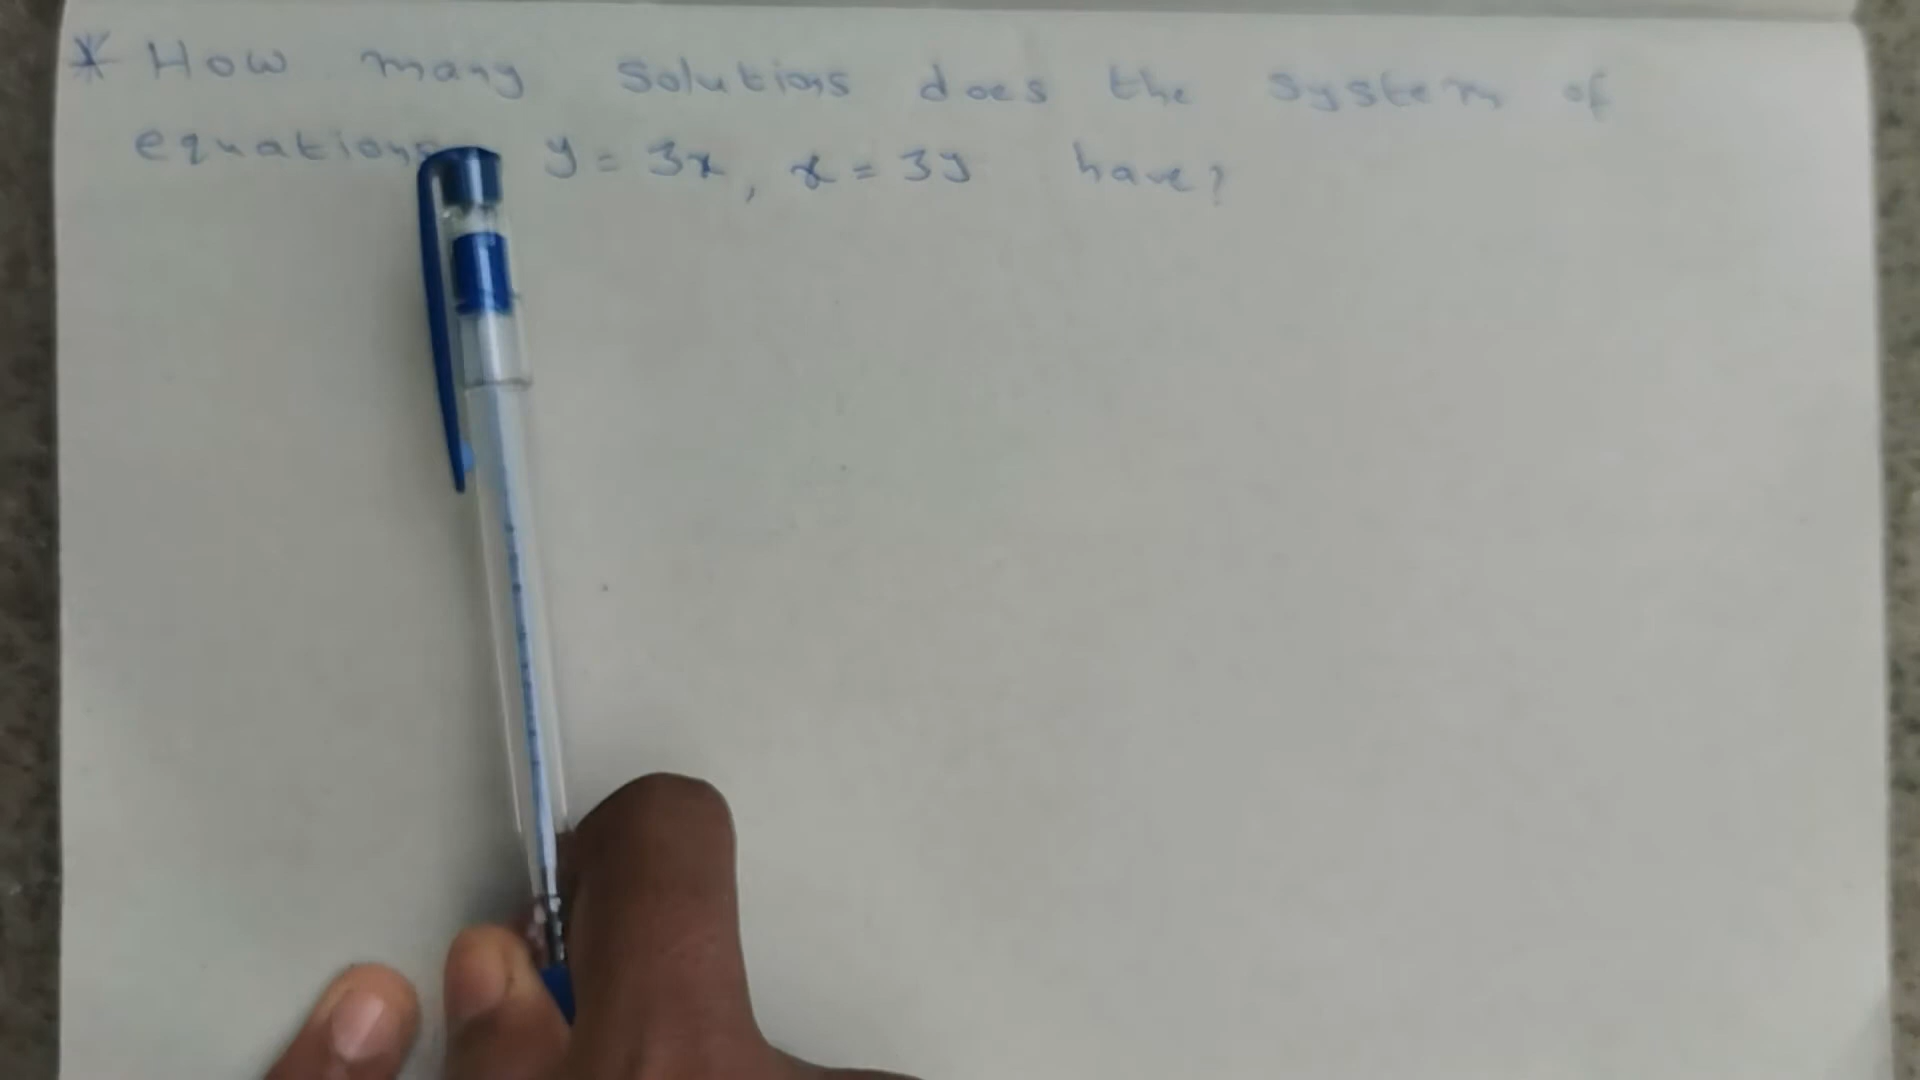 * How many solutions does the system of
equations y = 3x, x = 3y have?